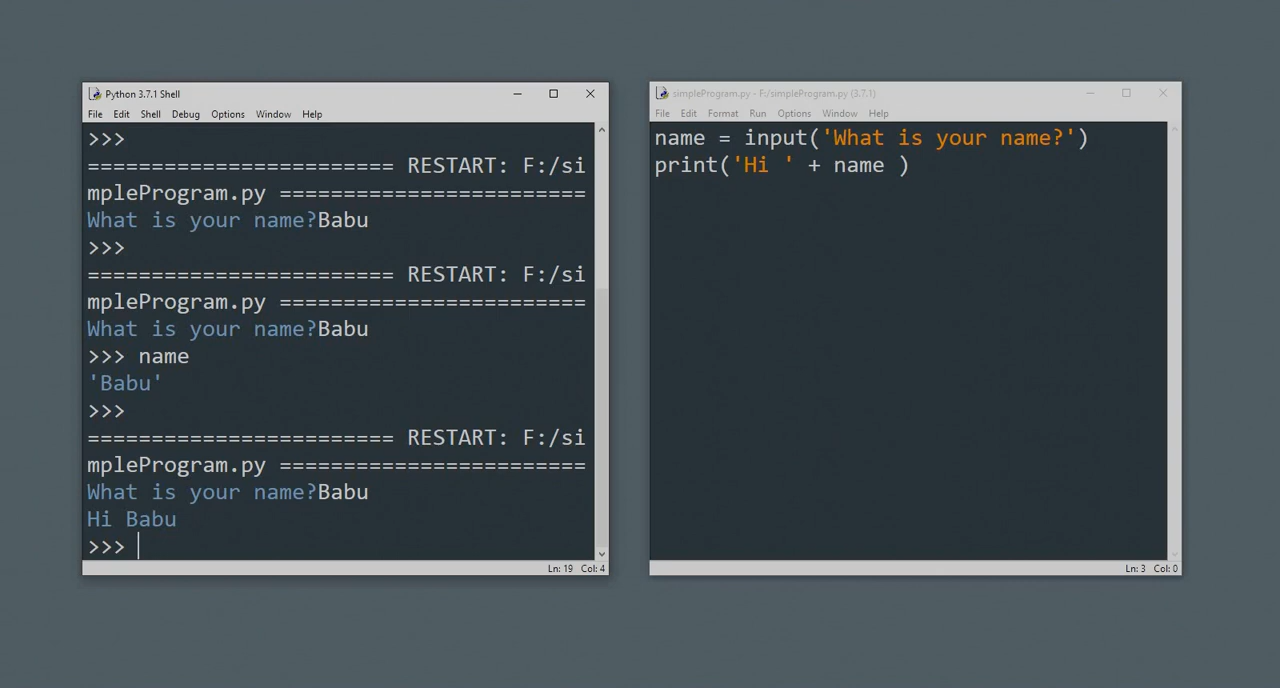 Python 3.7.1 Shell
File Edit Shell Debug Options Window Help
>>>
======================== RESTART: F:/si
mpleProgram.py ========================
What is your name?Babu
>>>
======================== RESTART: F:/si
mpleProgram.py ========================
What is your name?Babu
>>> name
'Babu'
>>>
======================== RESTART: F:/si
mpleProgram.py ========================
What is your name?Babu
Hi Babu
>>>
Ln: 19 Col: 4
simpleProgram.py - F:/simpleProgram.py (3.7.1)
File Edit Format Run Options Window Help
name = input('What is your name?')
print('Hi ' + name )
Ln: 3 Col: 0